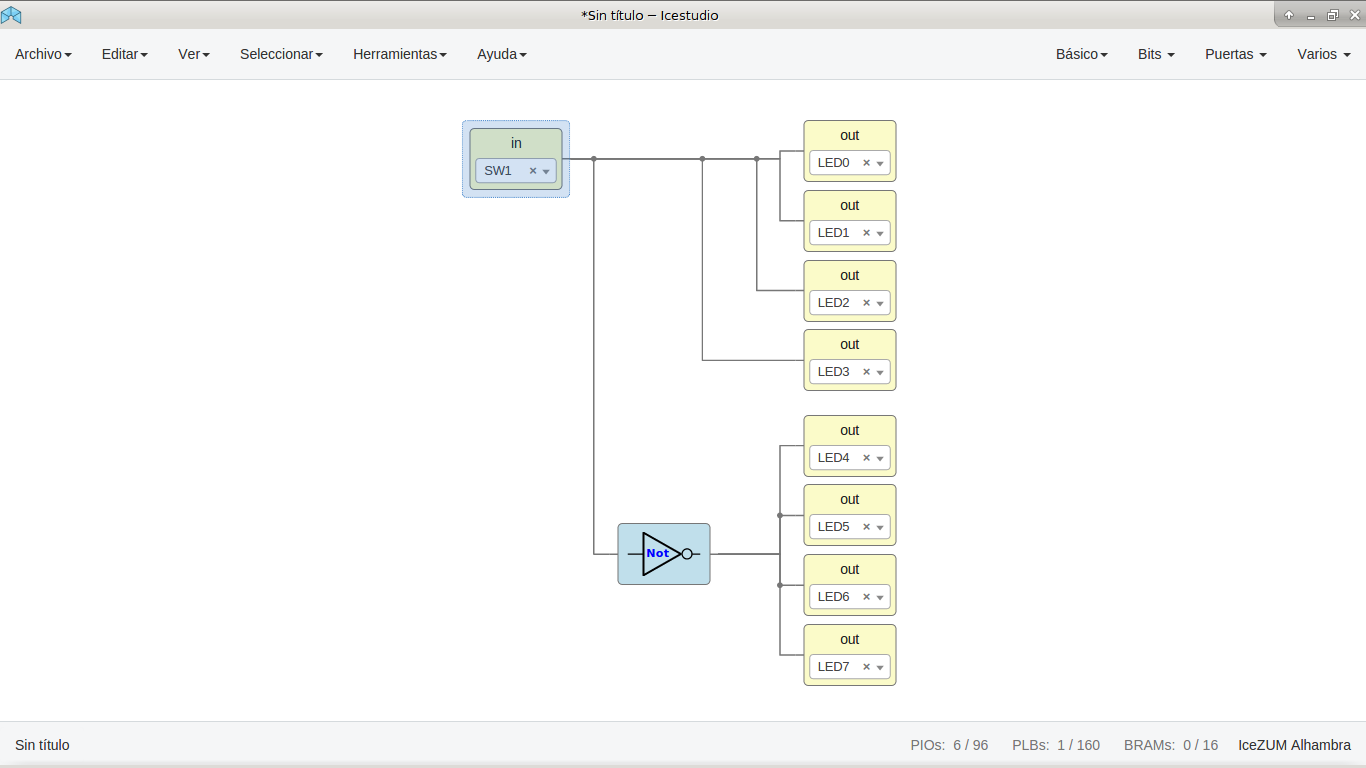 *Sin título – Icestudio
Archivo Editar Ver Seleccionar Herramientas Ayuda Básico Bits Puertas Varios
in
SW1 ×
out
LED0 ×
out
LED1 ×
out
LED2 ×
out
LED3 ×
out
LED4 ×
out
LED5 ×
Not
out
LED6 ×
out
LED7 ×
Sin título PIOs: 6 / 96 PLBs: 1 / 160 BRAMs: 0 / 16 IceZUM Alhambra